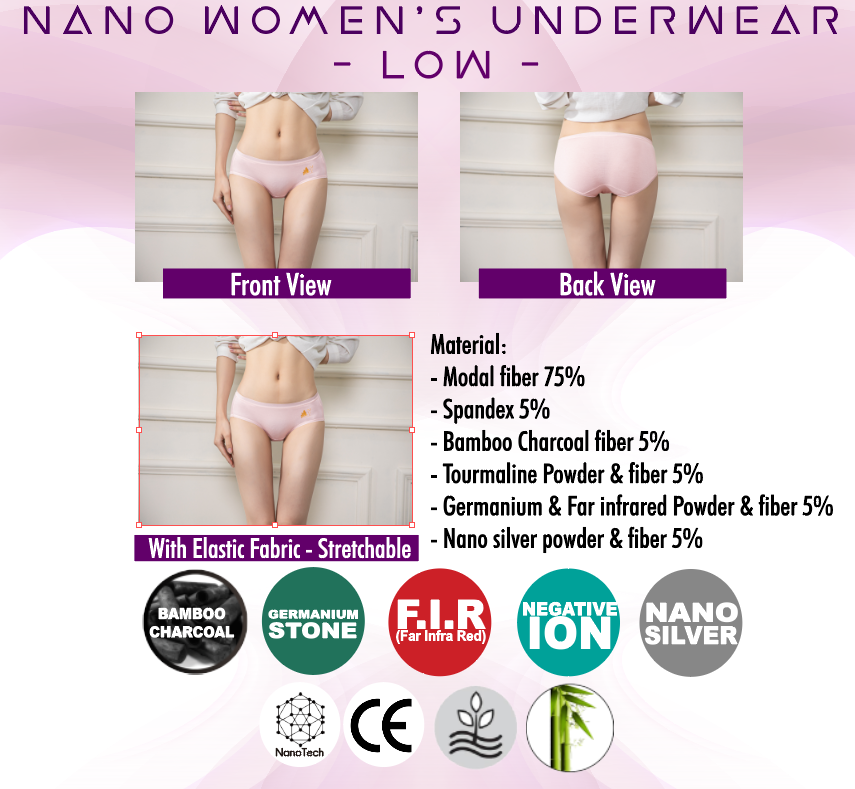 NANO WOMEN'S UNDERWEAR
- LOW -
Front View
Back View
Material:
- Modal fiber 75%
- Spandex 5%
- Bamboo Charcoal fiber 5%
- Tourmaline Powder & fiber 5%
- Germanium & Far infrared Powder & fiber 5%
- Nano silver powder & fiber 5%
With Elastic Fabric - Stretchable
BAMBOO
CHARCOAL
GERMANIUM
STONE
F.I.R
(Far Infra Red)
NEGATIVE
ION
NANO
SILVER
NanoTech
CE